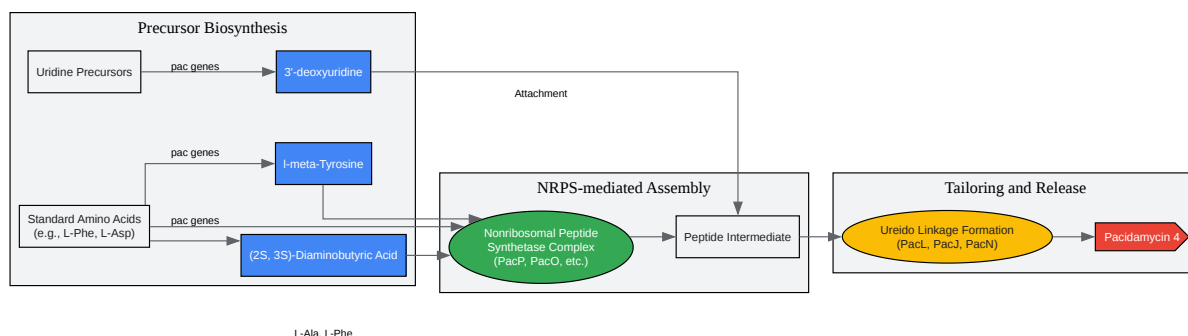 Precursor Biosynthesis
Uridine Precursors
pac genes
3'-deoxyuridine
Attachment
pac genes
l-meta-Tyrosine
Standard Amino Acids
(e.g., L-Phe, L-Asp)
pac genes
(2S, 3S)-Diaminobutyric Acid
NRPS-mediated Assembly
Nonribosomal Peptide
Synthetase Complex
(PacP, PacO, etc.)
Peptide Intermediate
Tailoring and Release
Ureido Linkage Formation
(PacL, PacJ, PacN)
Pacidamycin 4
L-Ala, L-Phe